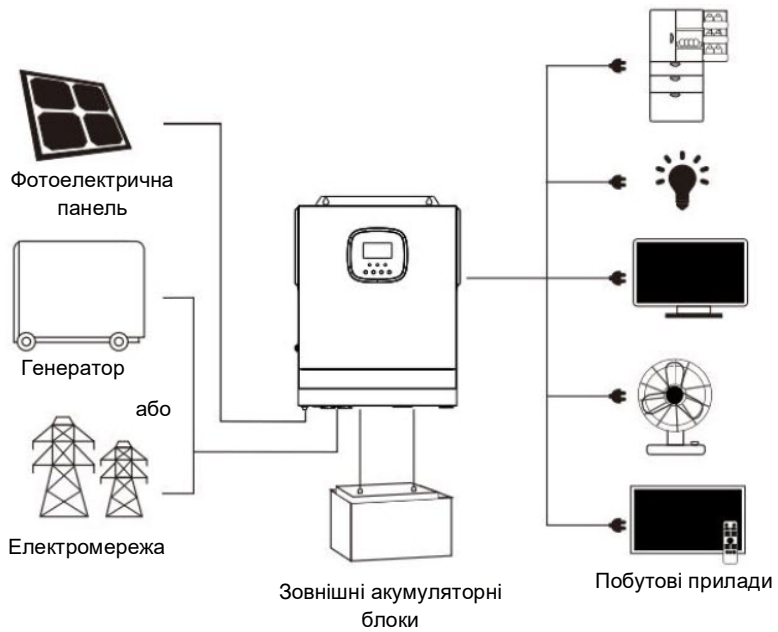 Фотоелектрична
панель
Генератор
або
Електромережа
Зовнішні акумуляторні
блоки
Побутові прилади